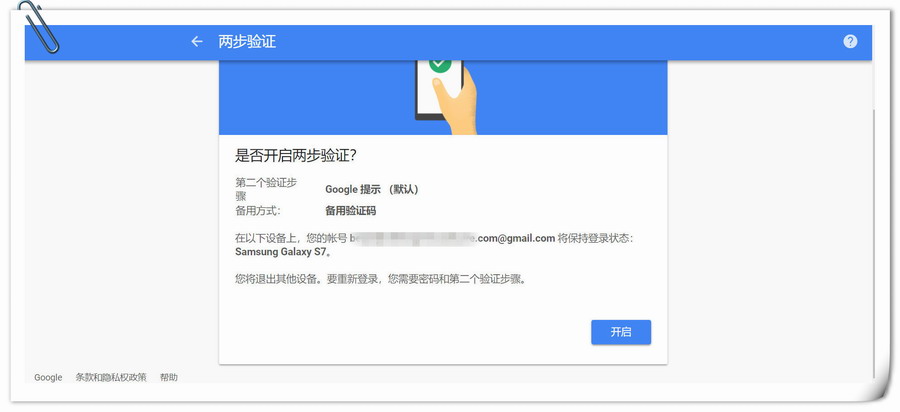 两步验证
是否开启两步验证?
第二个验证步
骤
Google 提示 (默认)
备用方式: 备用验证码
在以下设备上，您的帐号 .com@gmail.com 将保持登录状态:
Samsung Galaxy S7。
您将退出其他设备。要重新登录，您需要密码和第二个验证步骤。
开启
Google 条款和隐私权政策 帮助